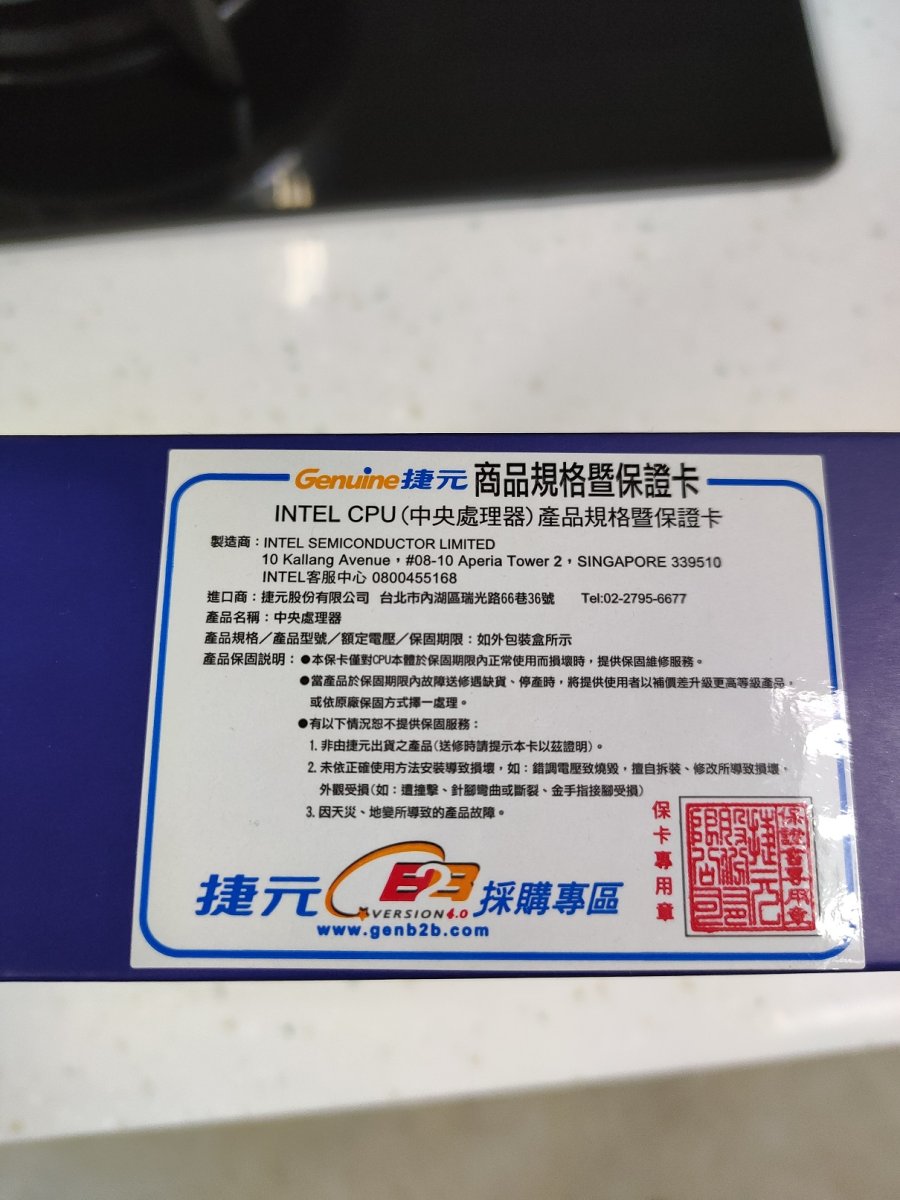 Genuine捷元 商品規格暨保證卡
INTEL CPU(中央處理器)產品規格暨保證卡
製造商：INTEL SEMICONDUCTOR LIMITED
10 Kallang Avenue，#08-10 Aperia Tower 2，SINGAPORE 339510
INTEL客服中心 0800455168
進口商：捷元股份有限公司 台北市內湖區瑞光路66巷36號 Tel:02-2795-6677
產品名稱：中央處理器
產品規格／產品型號／額定電壓／保固期限：如外包裝盒所示
產品保固說明：●本保卡僅對CPU本體於保固期限內正常使用而損壞時，提供保固維修服務。
●當產品於保固期限內故障送修遇缺貨、停產時，將提供使用者以補價差升級更高等級產品，
或依原廠保固方式擇一處理。
●有以下情況恕不提供保固服務：
1. 非由捷元出貨之產品(送修時請提示本卡以茲證明)。
2. 未依正確使用方法安裝導致損壞，如：錯調電壓致燒毀，擅自拆裝、修改所導致損壞，
外觀受損(如：遭撞擊、針腳彎曲或斷裂、金手指接腳受損)
3. 因天災、地變所導致的產品故障。
保卡專用章
捷元 B2B 採購專區
VERSION 4.0
www.genb2b.com